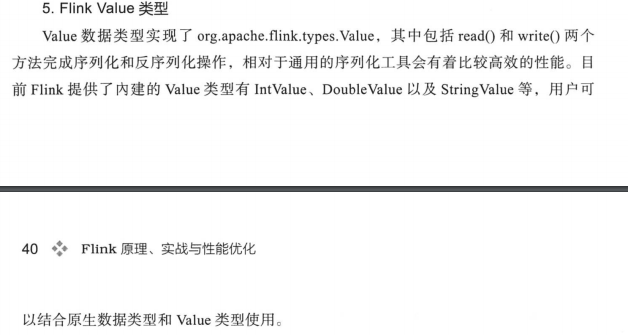 5. Flink Value 类型
Value 数据类型实现了 org.apache.flink.types.Value，其中包括 read() 和 write() 两个
方法完成序列化和反序列化操作，相对于通用的序列化工具会有着比较高效的性能。目
前 Flink 提供了内建的 Value 类型有 IntValue、DoubleValue 以及 StringValue 等，用户可
40 Flink 原理、实战与性能优化
以结合原生数据类型和 Value 类型使用。